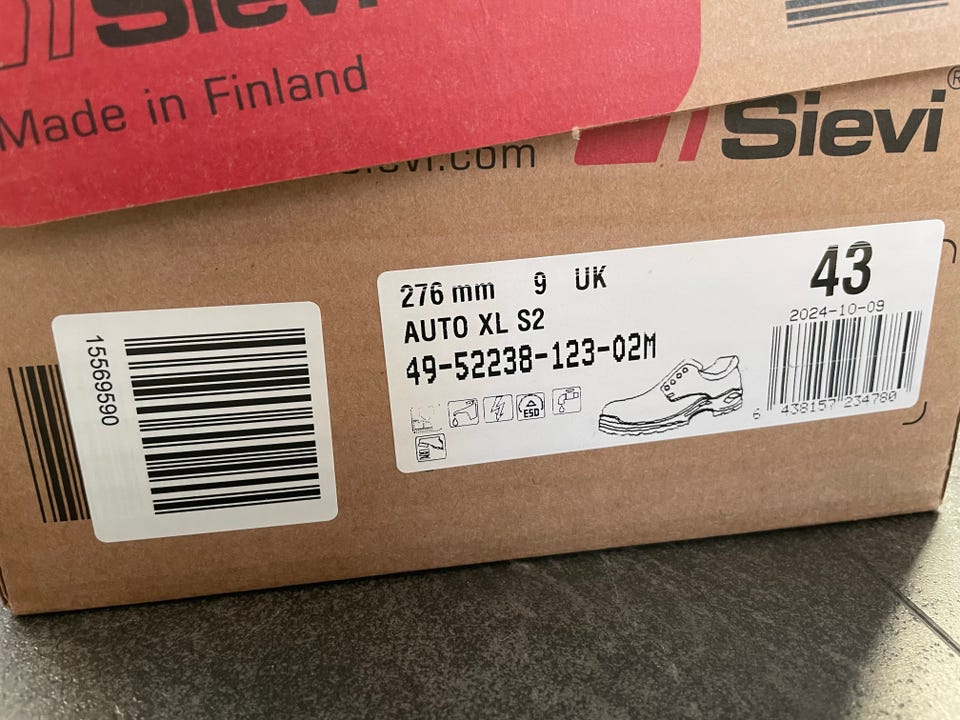 Sievi
Made in Finland
Sievi.com
Sievi®
276 mm 9 UK
43
AUTO XL S2
2024-10-09
49-52238-123-02M
ESD
6 438157 234780
15569590